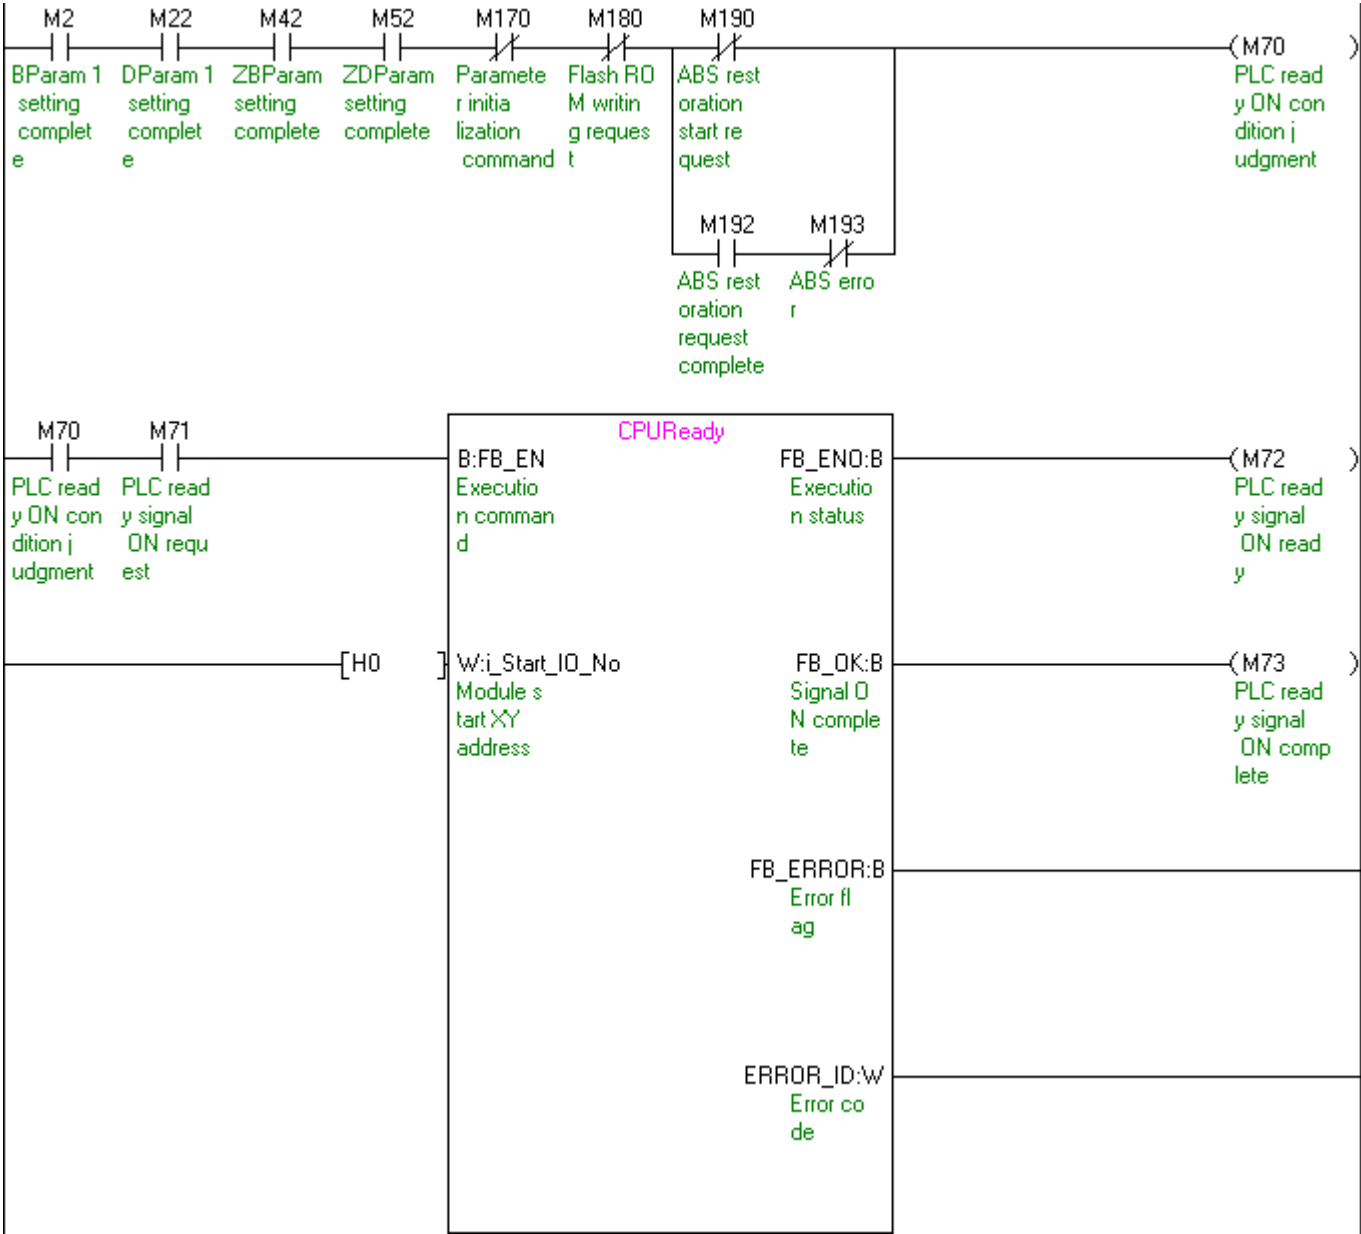 M2 M22 M42 M52 M170 M180 M190
(M70 )
BParam 1 DParam 1 ZBParam ZDParam Paramete Flash RO ABS rest PLC read
setting setting setting setting r initia M writin oration y ON con
complet complet complete complete lization g reques start re dition j
e e command t quest udgment
M192 M193
ABS rest ABS erro
oration r
request
complete
M70 M71 CPUReady
B:FB_EN FB_ENO:B (M72 )
PLC read PLC read Executio Executio PLC read
y ON con y signal n comman n status y signal
dition j ON requ d ON read
udgment est y
[H0 ] W:i_Start_IO_No FB_OK:B (M73 )
Module s Signal O PLC read
tart XY N comple y signal
address te ON comp
lete
FB_ERROR:B
Error fl
ag
ERROR_ID:W
Error co
de